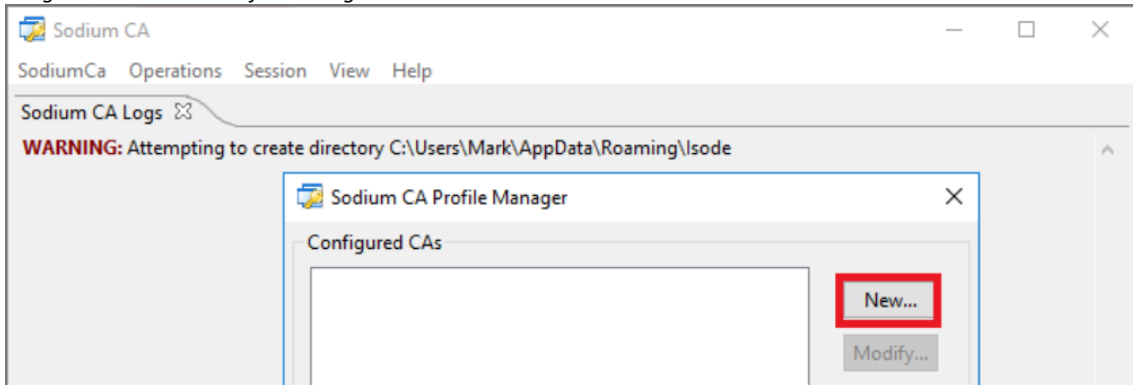 Sodium CA
SodiumCa Operations Session View Help
Sodium CA Logs
WARNING: Attempting to create directory C:\Users\Mark\AppData\Roaming\Isode
Sodium CA Profile Manager
Configured CAs
New...
Modify...